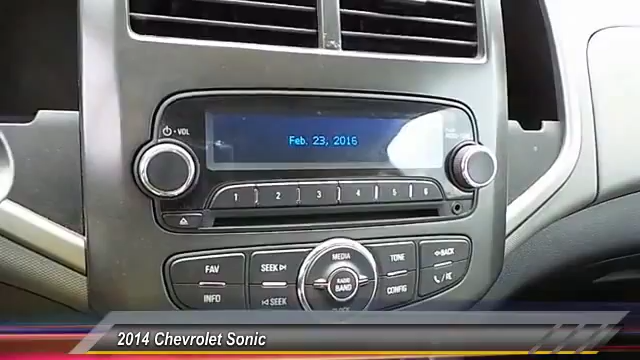 VOL
Feb. 23, 2016
1 2 3 4 5 6
FAV
SEEK
MEDIA
TONE
BACK
INFO
SEEK
RADIO
BAND
CONFIG
2014 Chevrolet Sonic